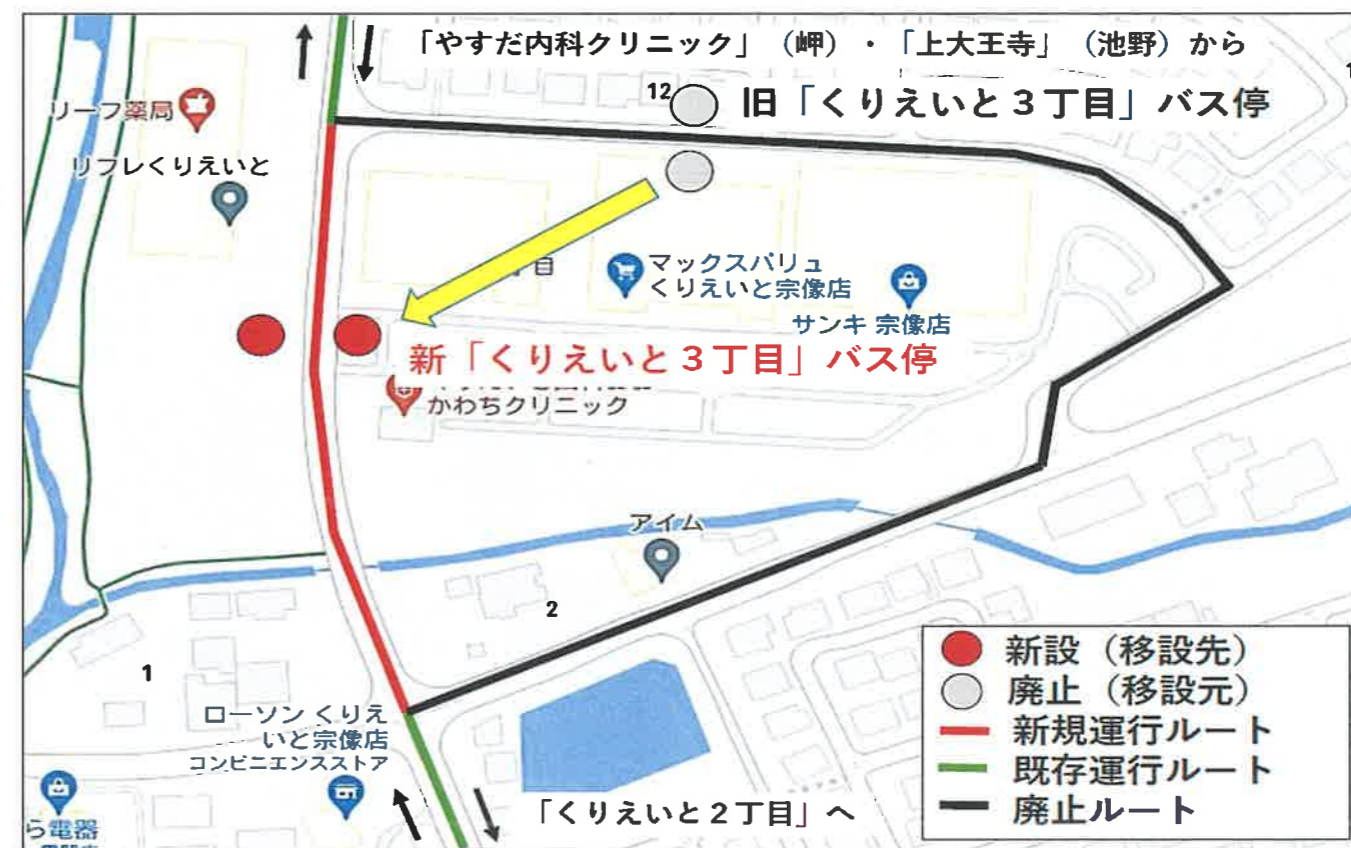 「やすだ内科クリニック」（岬）・「上大王寺」（池野）から
12
旧「くりえいと３丁目」バス停
リーフ薬局
リフレくりえいと
目
マックスバリュ
くりえいと宗像店
サンキ 宗像店
新「くりえいと３丁目」バス停
かわちクリニック
アイム
2
1
ローソン くりえ
いと宗像店
コンビニエンスストア
ら電器
「くりえいと２丁目」へ
新設（移設先）
廃止（移設元）
新規運行ルート
既存運行ルート
廃止ルート